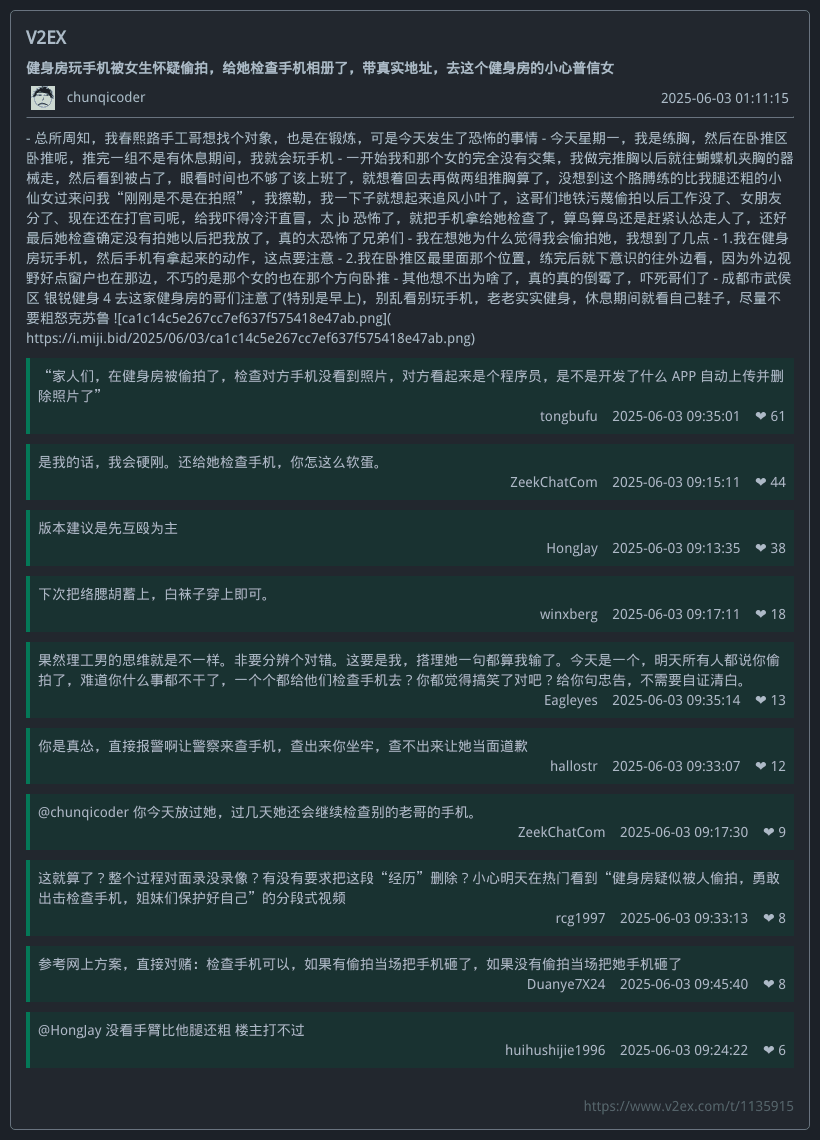 V2EX
健身房玩手机被女生怀疑偷拍，给她检查手机相册了，带真实地址，去这个健身房的小心普信女
chunqicoder 2025-06-03 01:11:15
- 总所周知，我春熙路手工哥想找个对象，也是在锻炼，可是今天发生了恐怖的事情 - 今天星期一，我是练胸，然后在卧推区
卧推呢，推完一组不是有休息期间，我就会玩手机 - 一开始我和那个女的完全没有交集，我做完推胸以后就往蝴蝶机夹胸的器
械走，然后看到被占了，眼看时间也不够了该上班了，就想着回去再做两组推胸算了，没想到这个胳膊练的比我腿还粗的小
仙女过来问我“刚刚是不是在拍照”，我擦勒，我一下子就想起来追风小叶了，这哥们地铁污蔑偷拍以后工作没了、女朋友
分了、现在还在打官司呢，给我吓得冷汗直冒，太 jb 恐怖了，就把手机拿给她检查了，算鸟算鸟还是赶紧认怂走人了，还好
最后她检查确定没有拍她以后把我放了，真的太恐怖了兄弟们 - 我在想她为什么觉得我会偷拍她，我想到了几点 - 1.我在健身
房玩手机，然后手机有拿起来的动作，这点要注意 - 2.我在卧推区最里面那个位置，练完后就下意识的往外边看，因为外边视
野好点窗户也在那边，不巧的是那个女的也在那个方向卧推 - 其他想不出为啥了，真的真的倒霉了，吓死哥们了 - 成都市武侯
区 银锐健身 4 去这家健身房的哥们注意了(特别是早上)，别乱看别玩手机，老老实实健身，休息期间就看自己鞋子，尽量不
要粗怒克苏鲁 ![ca1c14c5e267cc7ef637f575418e47ab.png](
https://i.miji.bid/2025/06/03/ca1c14c5e267cc7ef637f575418e47ab.png)
“家人们，在健身房被偷拍了，检查对方手机没看到照片，对方看起来是个程序员，是不是开发了什么 APP 自动上传并删
除照片了”
tongbufu 2025-06-03 09:35:01 ❤ 61
是我的话，我会硬刚。还给她检查手机，你怎这么软蛋。
ZeekChatCom 2025-06-03 09:15:11 ❤ 44
版本建议是先互殴为主
HongJay 2025-06-03 09:13:35 ❤ 38
下次把络腮胡蓄上，白袜子穿上即可。
winxberg 2025-06-03 09:17:11 ❤ 18
果然理工男的思维就是不一样。非要分辨个对错。这要是我，搭理她一句都算我输了。今天是一个，明天所有人都说你偷
拍了，难道你什么事都不干了，一个个都给他们检查手机去？你都觉得搞笑了对吧？给你句忠告，不需要自证清白。
Eagleyes 2025-06-03 09:35:14 ❤ 13
你是真怂，直接报警啊让警察来查手机，查出来你坐牢，查不出来让她当面道歉
hallostr 2025-06-03 09:33:07 ❤ 12
@chunqicoder 你今天放过她，过几天她还会继续检查别的老哥的手机。
ZeekChatCom 2025-06-03 09:17:30 ❤ 9
这就算了？整个过程对面录没录像？有没有要求把这段“经历”删除？小心明天在热门看到“健身房疑似被人偷拍，勇敢
出击检查手机，姐妹们保护好自己”的分段式视频
rcg1997 2025-06-03 09:33:13 ❤ 8
参考网上方案，直接对赌：检查手机可以，如果有偷拍当场把手机砸了，如果没有偷拍当场把她手机砸了
Duanye7X24 2025-06-03 09:45:40 ❤ 8
@HongJay 没看手臂比他腿还粗 楼主打不过
huihushijie1996 2025-06-03 09:24:22 ❤ 6
https://www.v2ex.com/t/1135915